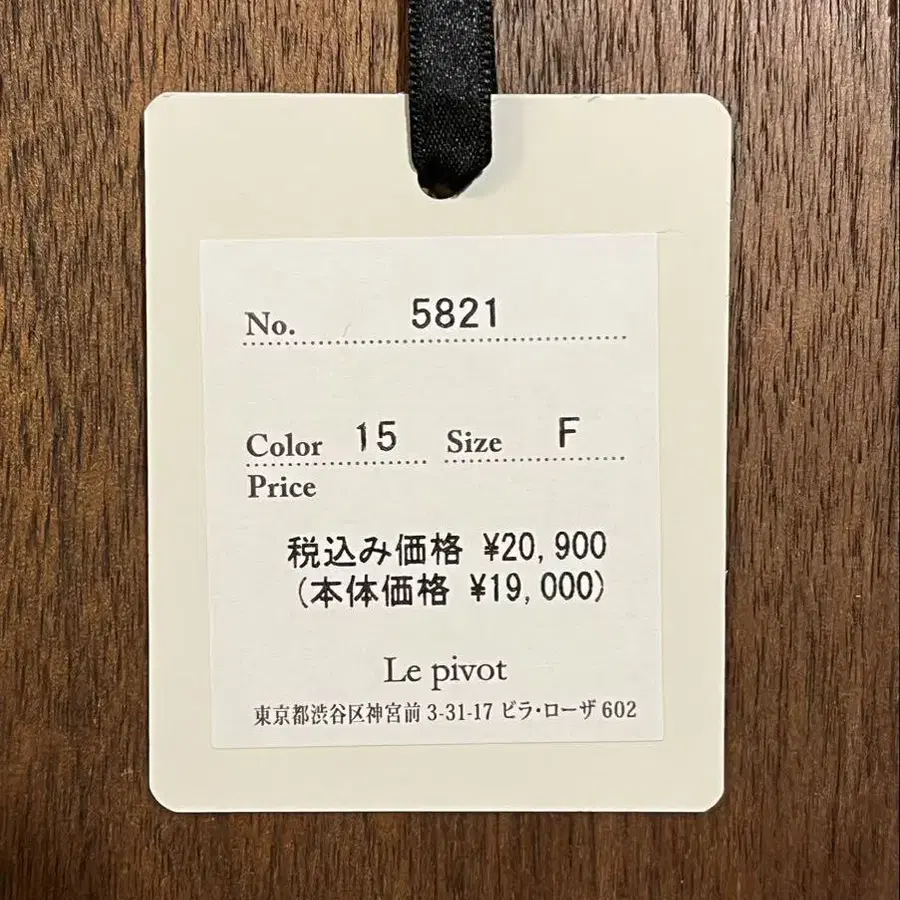 No. 5821
Color 15 Size F
Price
税込み価格 ¥20,900
(本体価格 ¥19,000)
Le pivot
東京都渋谷区神宮前 3-31-17 ビラ・ローザ 602